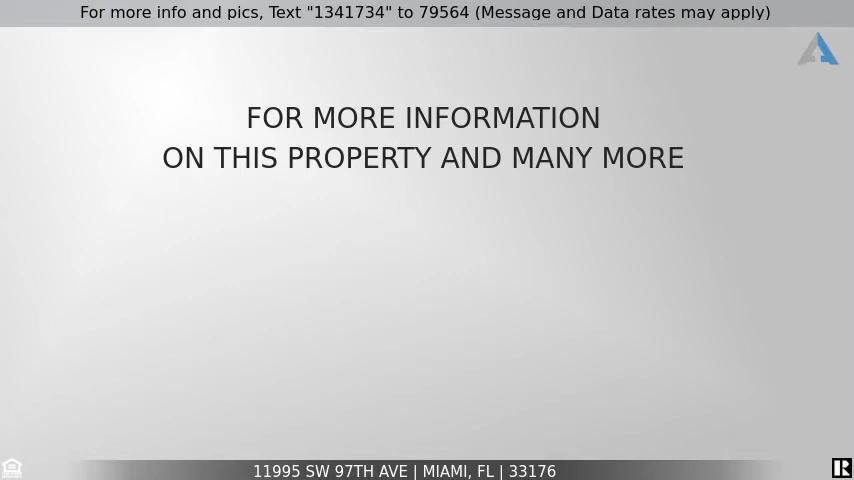 For more info and pics, Text "1341734" to 79564 (Message and Data rates may apply)
FOR MORE INFORMATION
ON THIS PROPERTY AND MANY MORE
11995 SW 97TH AVE | MIAMI, FL | 33176